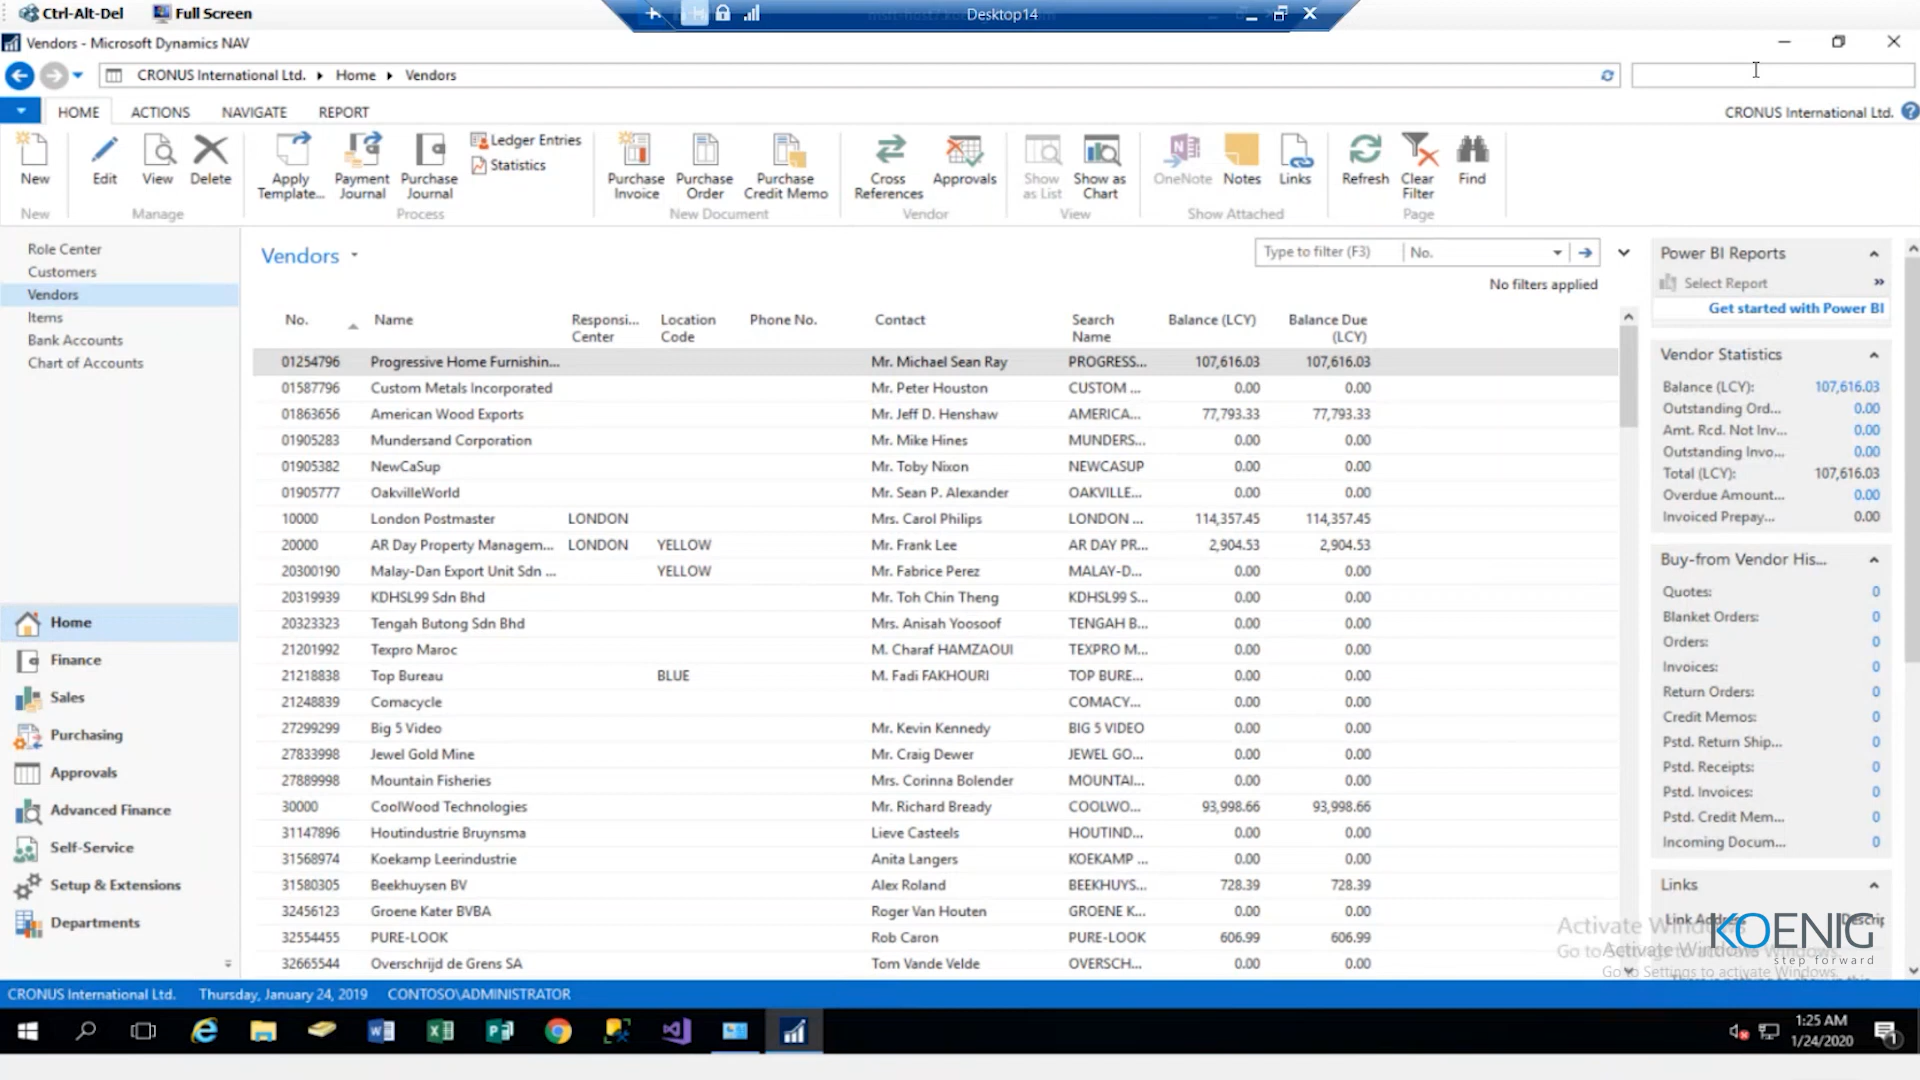 Ctrl-Alt-Del Full Screen Desktop14
Vendors - Microsoft Dynamics NAV
CRONUS International Ltd. Home Vendors
HOME ACTIONS NAVIGATE REPORT CRONUS International Ltd.
New
Edit View Delete
Apply Template... Payment Journal Purchase Journal
Ledger Entries
Statistics
Purchase Invoice Purchase Order Purchase Credit Memo
Cross References Approvals
Show as List Show as Chart
OneNote Notes Links
Refresh Clear Filter Find
New Manage Process New Document Vendor View Show Attached Page
Role Center
Customers
Vendors
Items
Bank Accounts
Chart of Accounts
Home
Finance
Sales
Purchasing
Approvals
Advanced Finance
Self-Service
Setup & Extensions
Departments
Vendors
Type to filter (F3) No.
No filters applied
No. Name Responsi... Center Location Code Phone No. Contact Search Name Balance (LCY) Balance Due (LCY)
01254796 Progressive Home Furnishin... Mr. Michael Sean Ray PROGRESS... 107,616.03 107,616.03
01587796 Custom Metals Incorporated Mr. Peter Houston CUSTOM ... 0.00 0.00
01863656 American Wood Exports Mr. Jeff D. Henshaw AMERICA... 77,793.33 77,793.33
01905283 Mundersand Corporation Mr. Mike Hines MUNDERS... 0.00 0.00
01905382 NewCaSup Mr. Toby Nixon NEWCASUP 0.00 0.00
01905777 OakvilleWorld Mr. Sean P. Alexander OAKVILLE... 0.00 0.00
10000 London Postmaster LONDON Mrs. Carol Philips LONDON ... 114,357.45 114,357.45
20000 AR Day Property Managem... LONDON YELLOW Mr. Frank Lee AR DAY PR... 2,904.53 2,904.53
20300190 Malay-Dan Export Unit Sdn ... YELLOW Mr. Fabrice Perez MALAY-D... 0.00 0.00
20319939 KDHSL99 Sdn Bhd Mr. Toh Chin Theng KDHSL99 S... 0.00 0.00
20323323 Tengah Butong Sdn Bhd Mrs. Anisah Yoosoof TENGAH B... 0.00 0.00
21201992 Texpro Maroc M. Charaf HAMZAOUI TEXPRO M... 0.00 0.00
21218838 Top Bureau BLUE M. Fadi FAKHOURI TOP BURE... 0.00 0.00
21248839 Comacycle COMACY... 0.00 0.00
27299299 Big 5 Video Mr. Kevin Kennedy BIG 5 VIDEO 0.00 0.00
27833998 Jewel Gold Mine Mr. Craig Dewer JEWEL GO... 0.00 0.00
27889998 Mountain Fisheries Mrs. Corinna Bolender MOUNTAI... 0.00 0.00
30000 CoolWood Technologies Mr. Richard Bready COOLWO... 93,998.66 93,998.66
31147896 Houtindustrie Bruynsma Lieve Casteels HOUTIND... 0.00 0.00
31568974 Koekamp Leerindustrie Anita Langers KOEKAMP ... 0.00 0.00
31580305 Beekhuysen BV Alex Roland BEEKHUYS... 728.39 728.39
32456123 Groene Kater BVBA Roger Van Houten GROENE K... 0.00 0.00
32554455 PURE-LOOK Rob Caron PURE-LOOK 606.99 606.99
32665544 Overschrijd de Grens SA Tom Vande Velde OVERSCH... 0.00 0.00
Power BI Reports
Select Report
Get started with Power BI
Vendor Statistics
Balance (LCY): 107,616.03
Outstanding Ord... 0.00
Amt. Rcd. Not Inv... 0.00
Outstanding Invo... 0.00
Total (LCY): 107,616.03
Overdue Amount... 0.00
Invoiced Prepay... 0.00
Buy-from Vendor His...
Quotes: 0
Blanket Orders: 0
Orders: 0
Invoices: 0
Return Orders: 0
Credit Memos: 0
Pstd. Return Ship... 0
Pstd. Receipts: 0
Pstd. Invoices: 0
Pstd. Credit Mem... 0
Incoming Docum... 0
Links
Link Address
KOENIG
step forward
Activate Windows
Go to Settings to activate Windows.
CRONUS International Ltd. Thursday, January 24, 2019 CONTOSO\ADMINISTRATOR
1:25 AM
1/24/2020